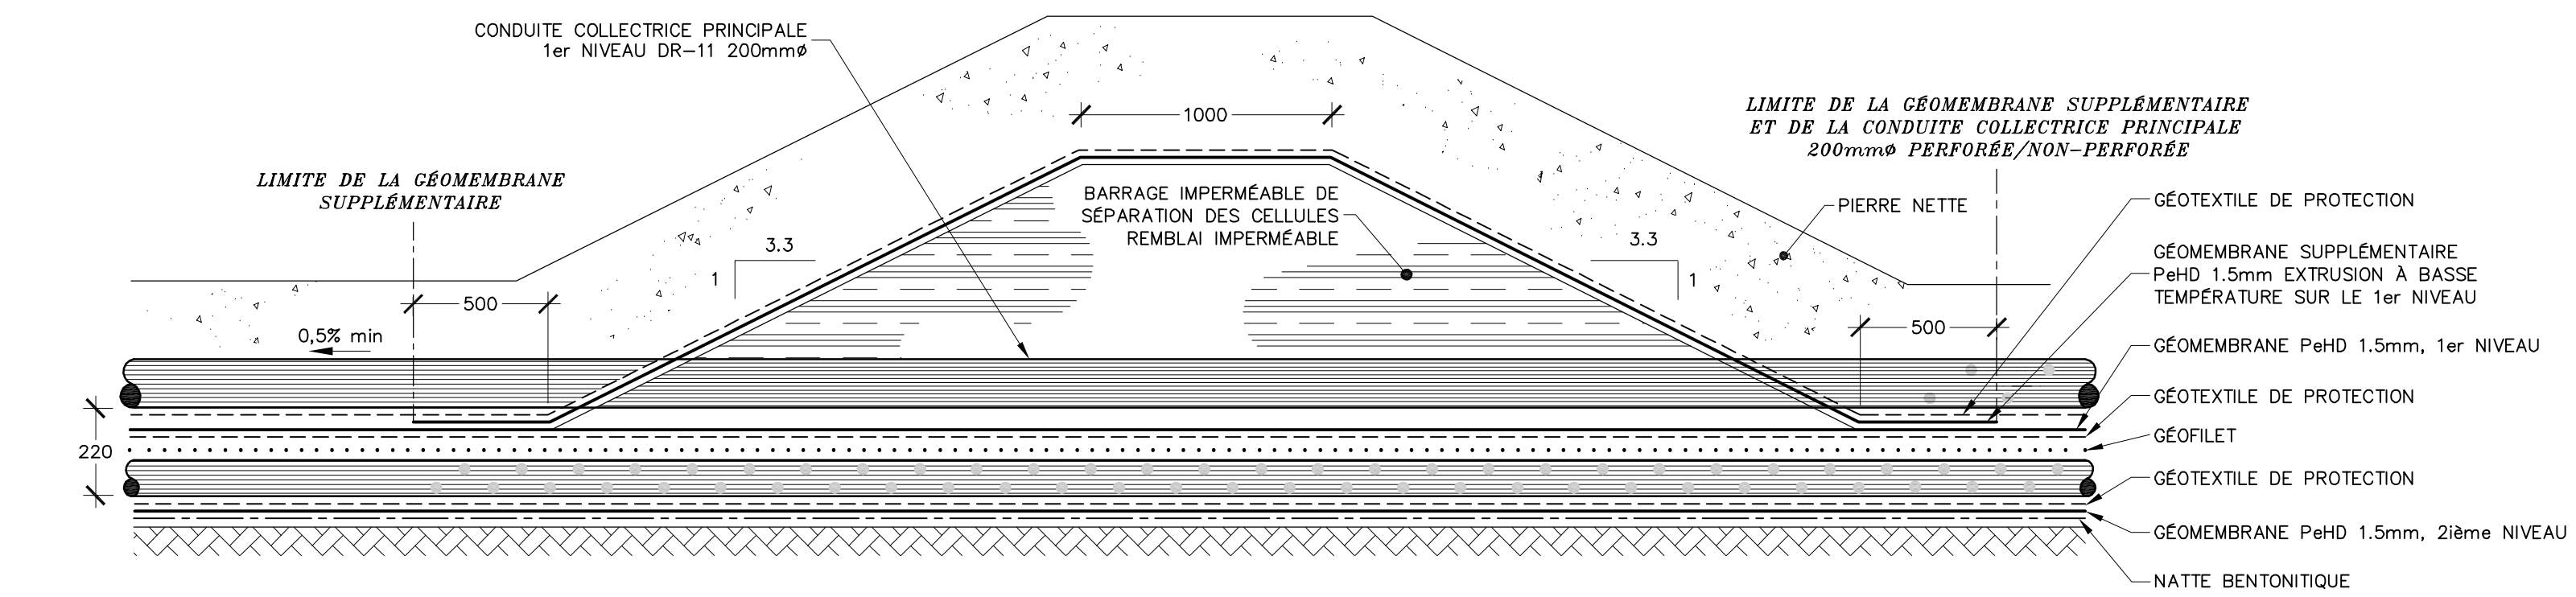 CONDUITE COLLECTRICE PRINCIPALE
1er NIVEAU DR-11 200mmø
1000
LIMITE DE LA GÉOMEMBRANE SUPPLÉMENTAIRE
ET DE LA CONDUITE COLLECTRICE PRINCIPALE
200mmø PERFORÉE/NON-PERFORÉE
LIMITE DE LA GÉOMEMBRANE
SUPPLÉMENTAIRE
BARRAGE IMPERMÉABLE DE
SÉPARATION DES CELLULES
REMBLAI IMPERMÉABLE
PIERRE NETTE
3.3
1
3.3
1
500
500
0,5% min
220
GÉOTEXTILE DE PROTECTION
GÉOMEMBRANE SUPPLÉMENTAIRE
PeHD 1.5mm EXTRUSION À BASSE
TEMPÉRATURE SUR LE 1er NIVEAU
GÉOMEMBRANE PeHD 1.5mm, 1er NIVEAU
GÉOTEXTILE DE PROTECTION
GÉOFILET
GÉOTEXTILE DE PROTECTION
GÉOMEMBRANE PeHD 1.5mm, 2ième NIVEAU
NATTE BENTONITIQUE